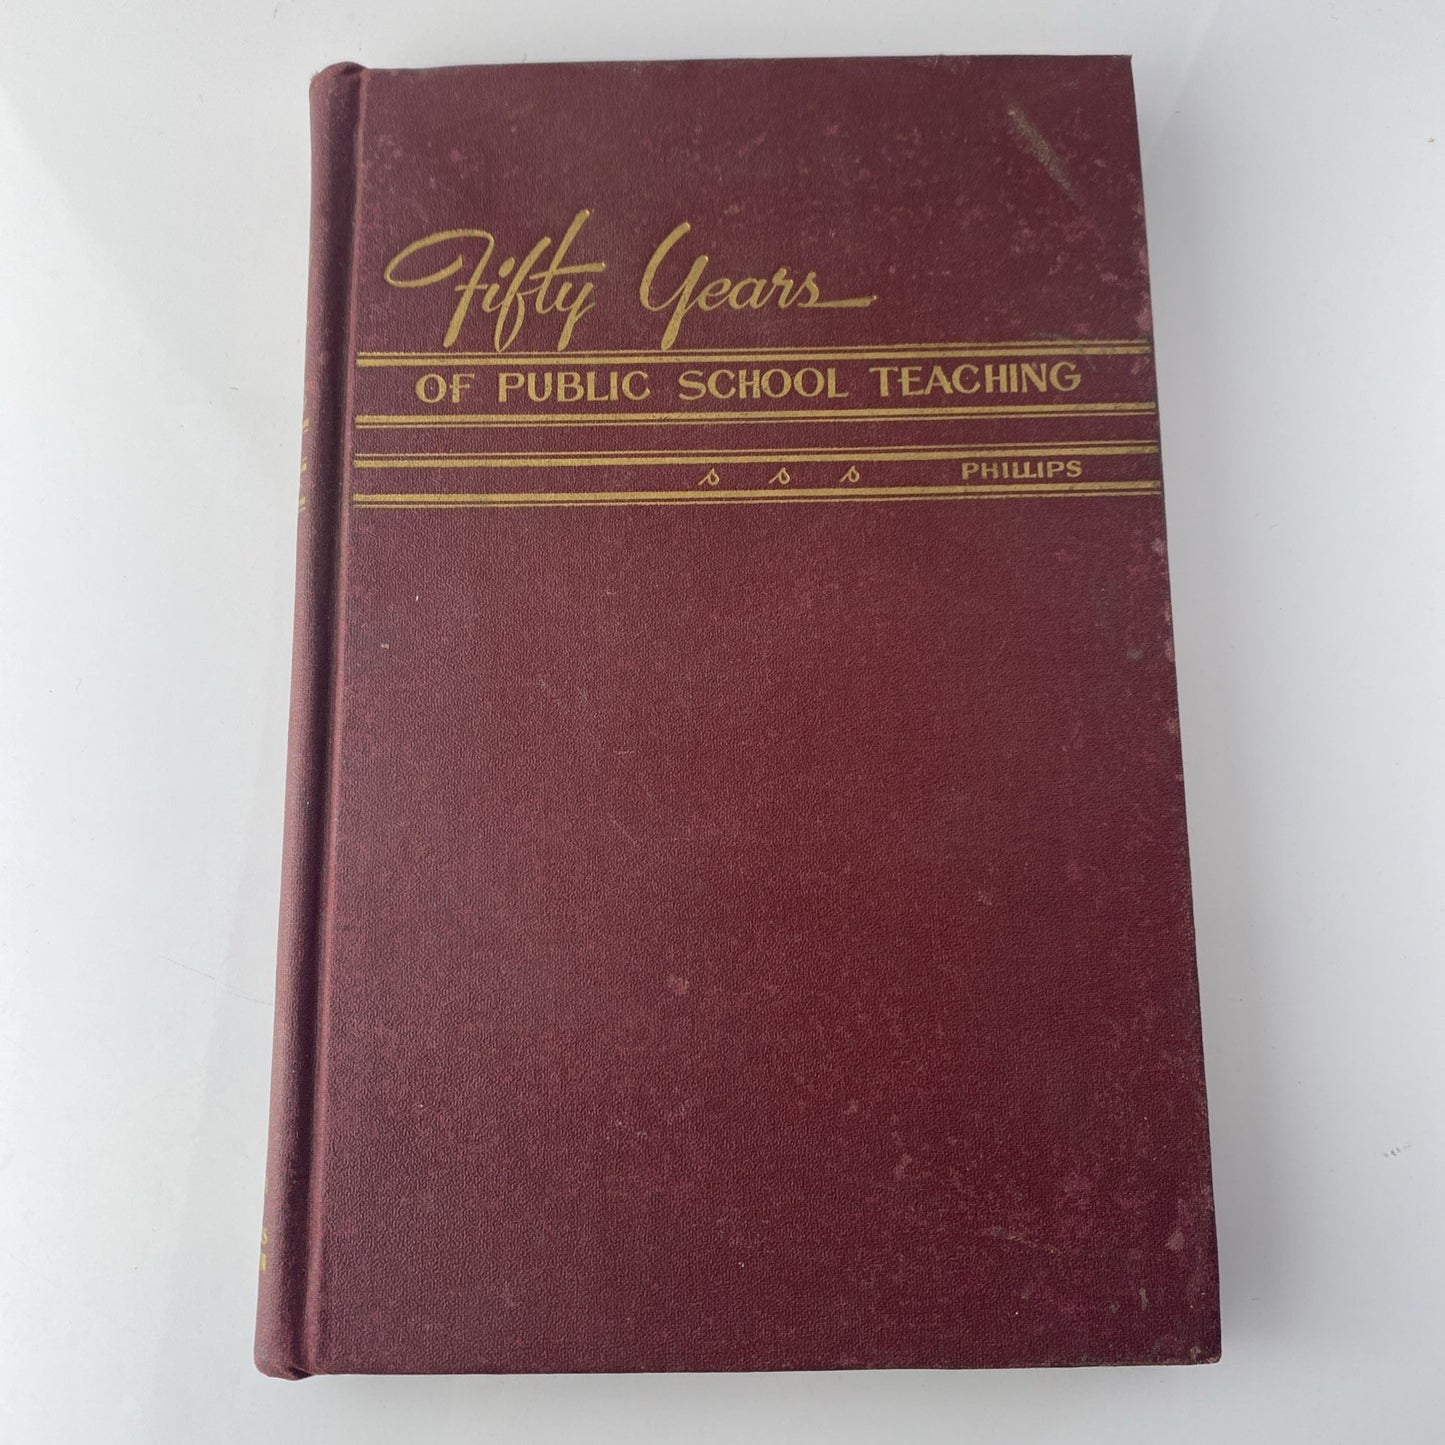 Fifty Years
OF PUBLIC SCHOOL TEACHING
s s s PHILLIPS